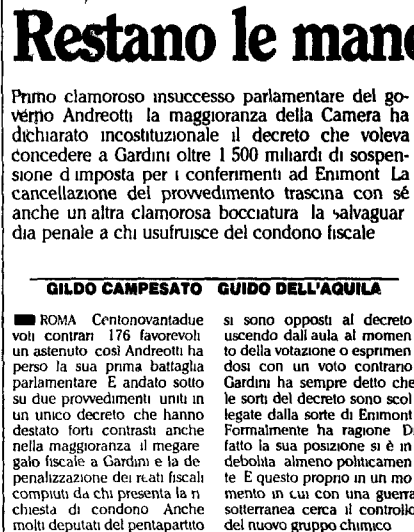 Restano le mano
Primo clamoroso insuccesso parlamentare del go-
verno Andreotti la maggioranza della Camera ha
dichiarato incostituzionale il decreto che voleva
concedere a Gardini oltre 1 500 miliardi di sospen-
sione d imposta per i conferimenti ad Enimont La
cancellazione del provvedimento trascina con sé
anche un altra clamorosa bocciatura la salvaguar
dia penale a chi usufruisce del condono fiscale
GILDO CAMPESATO GUIDO DELL'AQUILA
ROMA Centonovantadue
voti contrari 176 favorevoli
un astenuto così Andreotti ha
perso la sua prima battaglia
parlamentare E andato sotto
su due provvedimenti uniti in
un unico decreto che hanno
destato forti contrasti anche
nella maggioranza il megare
galo fiscale a Gardini e la de
penalizzazione dei reati fiscali
compiuti da chi presenta la n
chiesta di condono Anche
molti deputati del pentapartito
si sono opposti al decreto
uscendo dall aula al momen
to della votazione o esprimen
dosi con un voto contrario
Gardini ha sempre detto che
le sorti del decreto sono scol
legate dalla sorte di Enimont
Formalmente ha ragione D
fatto la sua posizione si è in
debolita almeno politicamen
te E questo proprio in un mo
mento in cui con una guerra
sotterranea cerca il controllo
del nuovo gruppo chimico